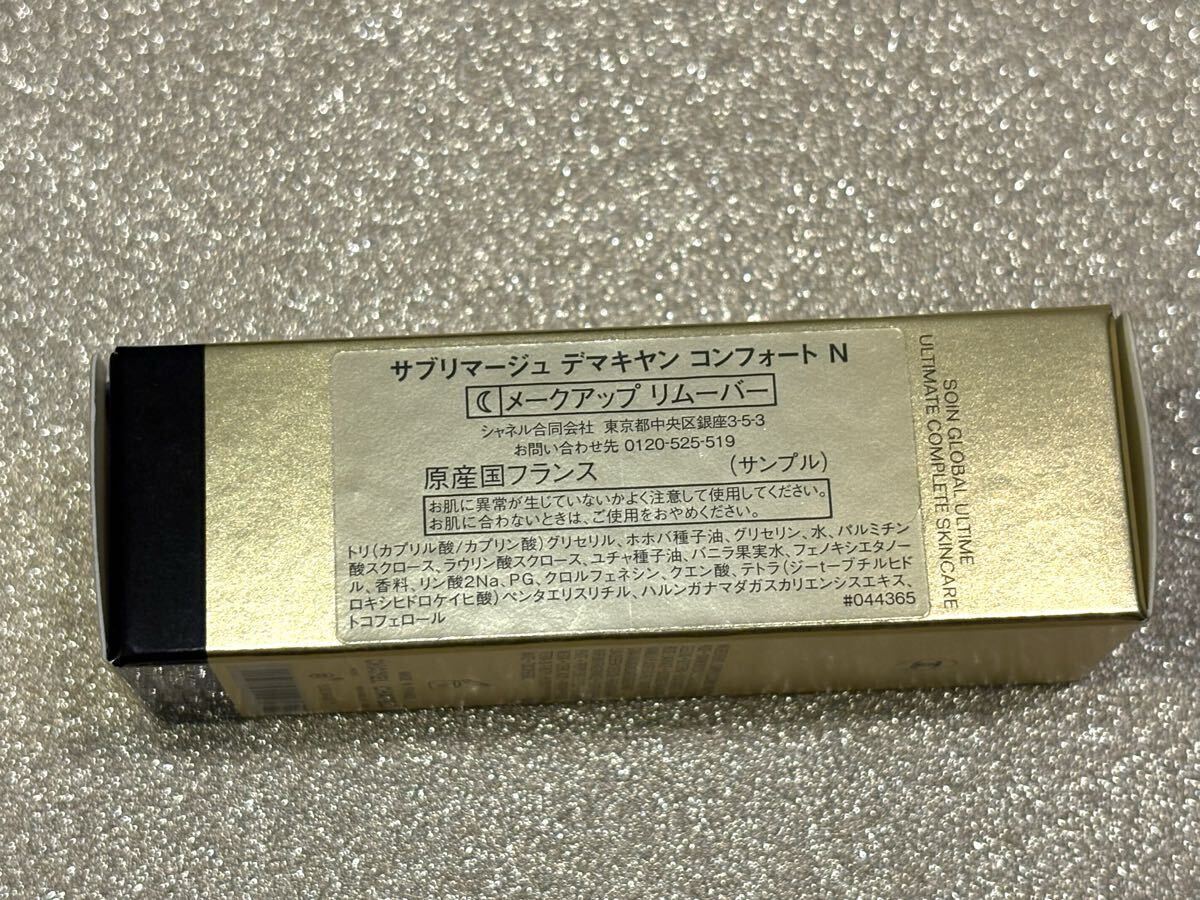 サブリマージュ デマキヤン コンフォート N
メークアップ リムーバー
シャネル合同会社 東京都中央区銀座3-5-3
お問い合わせ先 0120-525-519
原産国フランス (サンプル)
お肌に異常が生じていないかよく注意して使用してください。
お肌に合わないときは、ご使用をおやめください。
トリ(カプリル酸/カプリン酸)グリセリル、ホホバ種子油、グリセリン、水、パルミチン
酸スクロース、ラウリン酸スクロース、ユチャ種子油、バニラ果実水、フェノキシエタノー
ル、香料、リン酸2Na、PG、クロルフェネシン、クエン酸、テトラ(ジーtーブチルヒド
ロキシヒドロケイヒ酸)ペンタエリスリチル、ハルンガナマダガスカリエンシスエキス、
トコフェロール #044365
SOIN GLOBAL ULTIME
ULTIMATE COMPLETE SKINCARE